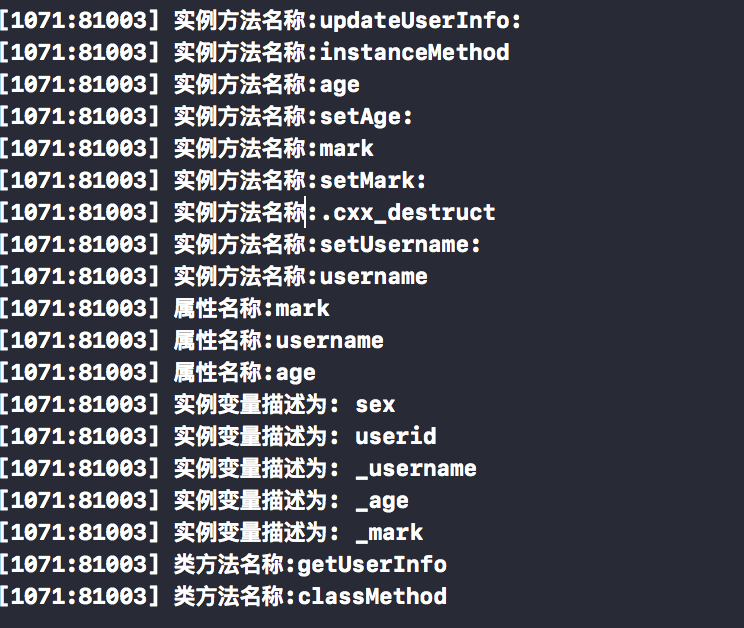 [1071:81003] 实例方法名称:updateUserInfo:
[1071:81003] 实例方法名称:instanceMethod
[1071:81003] 实例方法名称:age
[1071:81003] 实例方法名称:setAge:
[1071:81003] 实例方法名称:mark
[1071:81003] 实例方法名称:setMark:
[1071:81003] 实例方法名称:.cxx_destruct
[1071:81003] 实例方法名称:setUsername:
[1071:81003] 实例方法名称:username
[1071:81003] 属性名称:mark
[1071:81003] 属性名称:username
[1071:81003] 属性名称:age
[1071:81003] 实例变量描述为: sex
[1071:81003] 实例变量描述为: userid
[1071:81003] 实例变量描述为: _username
[1071:81003] 实例变量描述为: _age
[1071:81003] 实例变量描述为: _mark
[1071:81003] 类方法名称:getUserInfo
[1071:81003] 类方法名称:classMethod